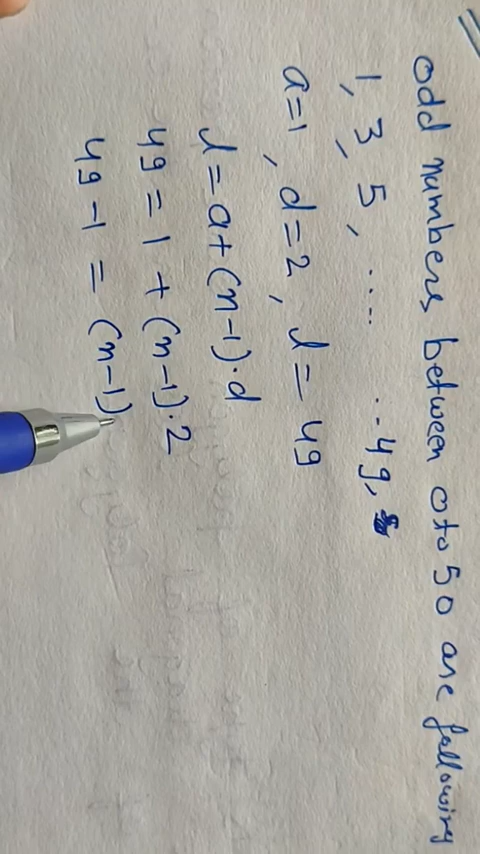 odd numbers between 0 to 50 are following
1, 3, 5, ..... ..49,
a=1, d=2, l=49
l=a+(n-1).d
49=1+(n-1).2
49-1=(n-1)